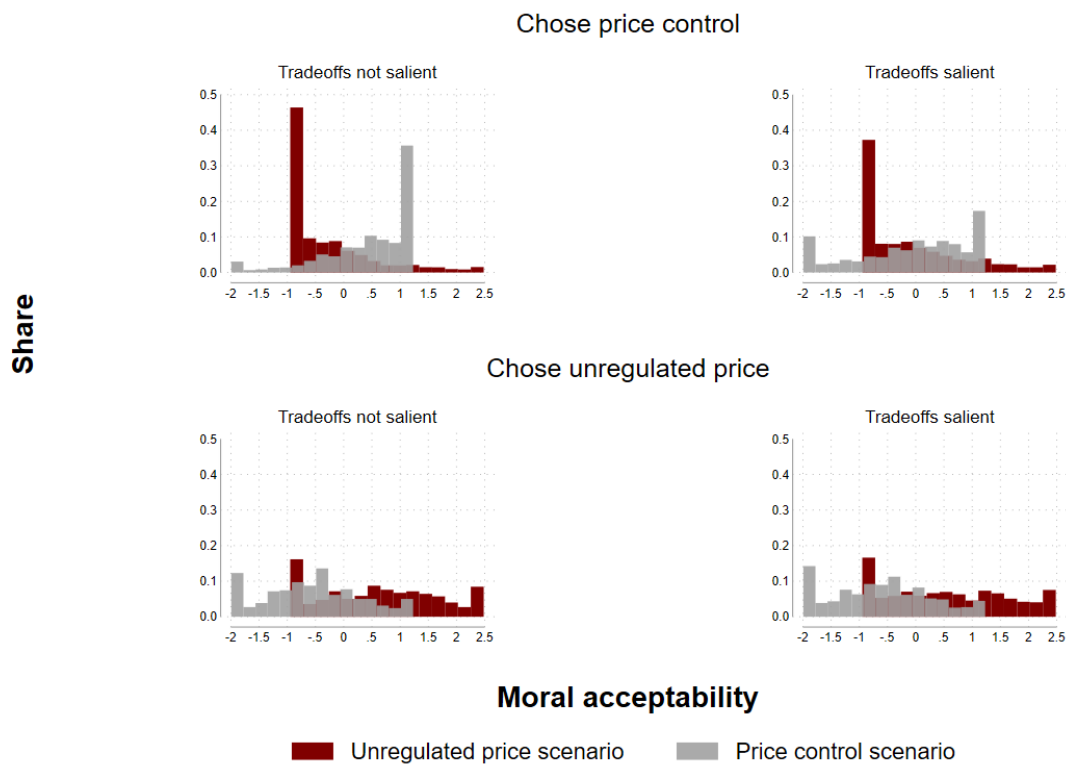 Chose price control
Tradeoffs not salient
Tradeoffs salient
0.5
0.4
0.3
0.2
0.1
0.0
-2 -1.5 -1 -.5 0 .5 1 1.5 2 2.5
0.5
0.4
0.3
0.2
0.1
0.0
-2 -1.5 -1 -.5 0 .5 1 1.5 2 2.5
Share
Chose unregulated price
Tradeoffs not salient
Tradeoffs salient
0.5
0.4
0.3
0.2
0.1
0.0
-2 -1.5 -1 -.5 0 .5 1 1.5 2 2.5
0.5
0.4
0.3
0.2
0.1
0.0
-2 -1.5 -1 -.5 0 .5 1 1.5 2 2.5
Moral acceptability
Unregulated price scenario
Price control scenario